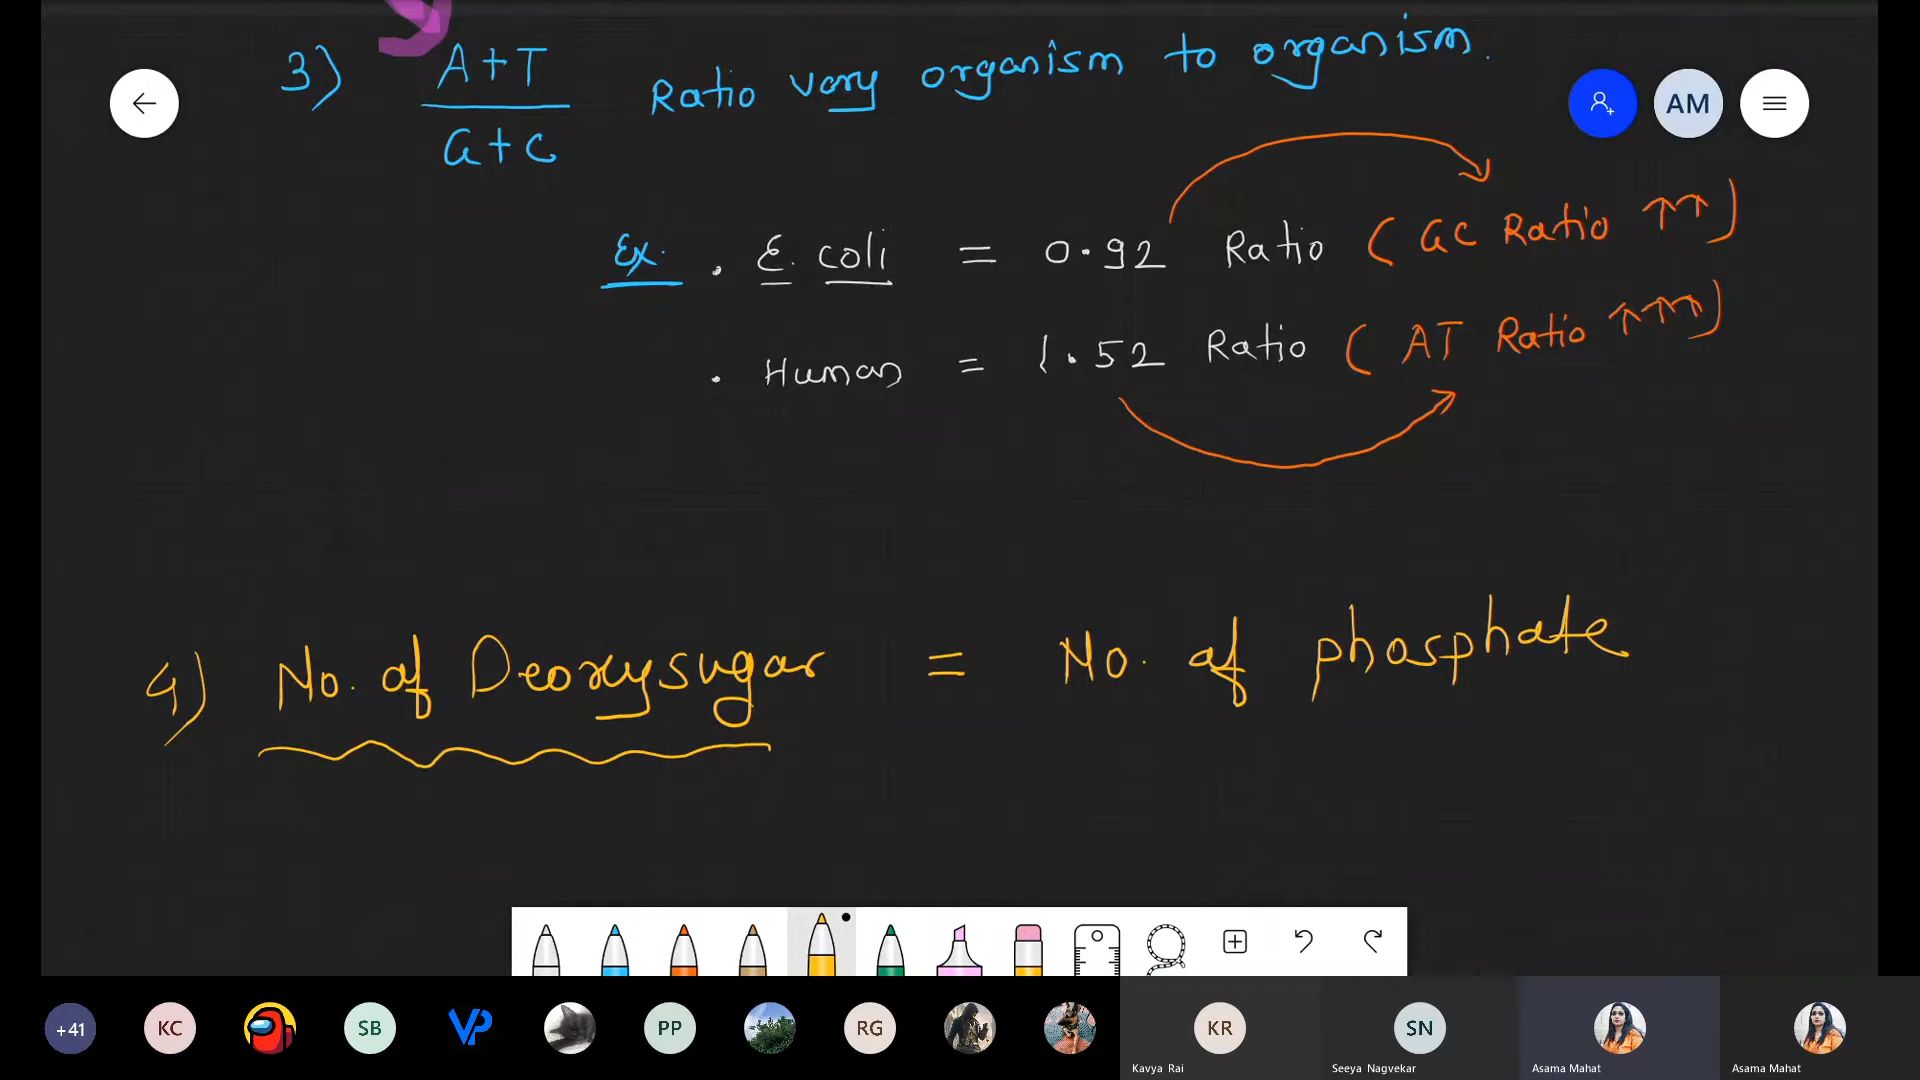 3) A+T
G+C
Ratio vary organism to organism.
AM
Ex. . E. coli = 0.92 Ratio ( GC Ratio ↑↑ )
. Human = 1.52 Ratio ( AT Ratio ↑↑↑ )
4) No. of Deoxysugar = No. of phosphate
+41 KC SB VP PP RG KR SN
Kavya Rai Seeya Nagvekar Asama Mahat Asama Mahat